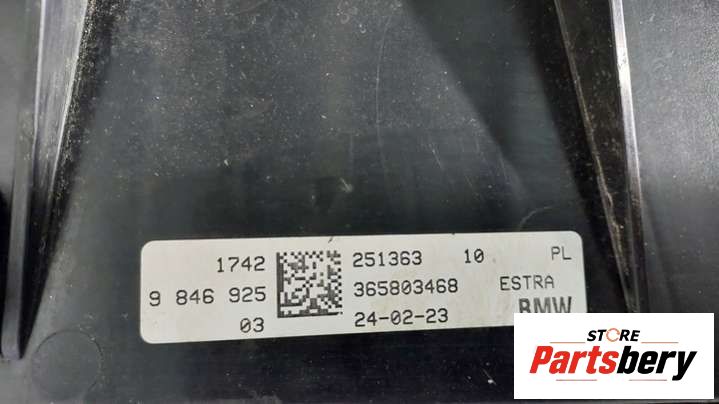 1742 251363 10 PL
9 846 925 365803468 ESTRA
03 24-02-23 BMW
STORE
Partsbery